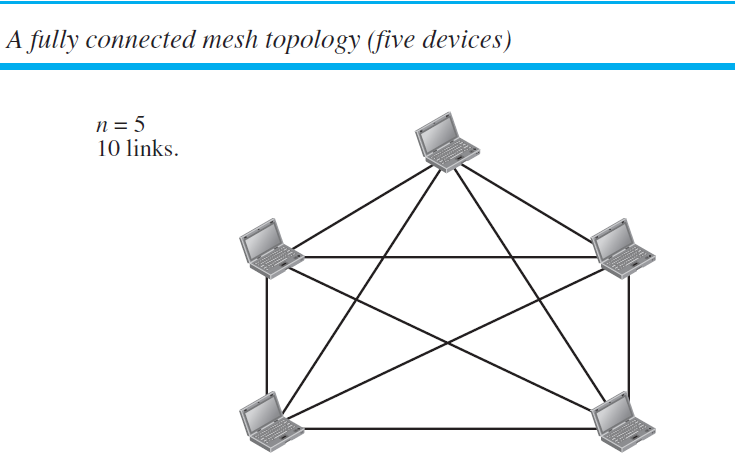 A fully connected mesh topology (five devices)
n = 5
10 links.